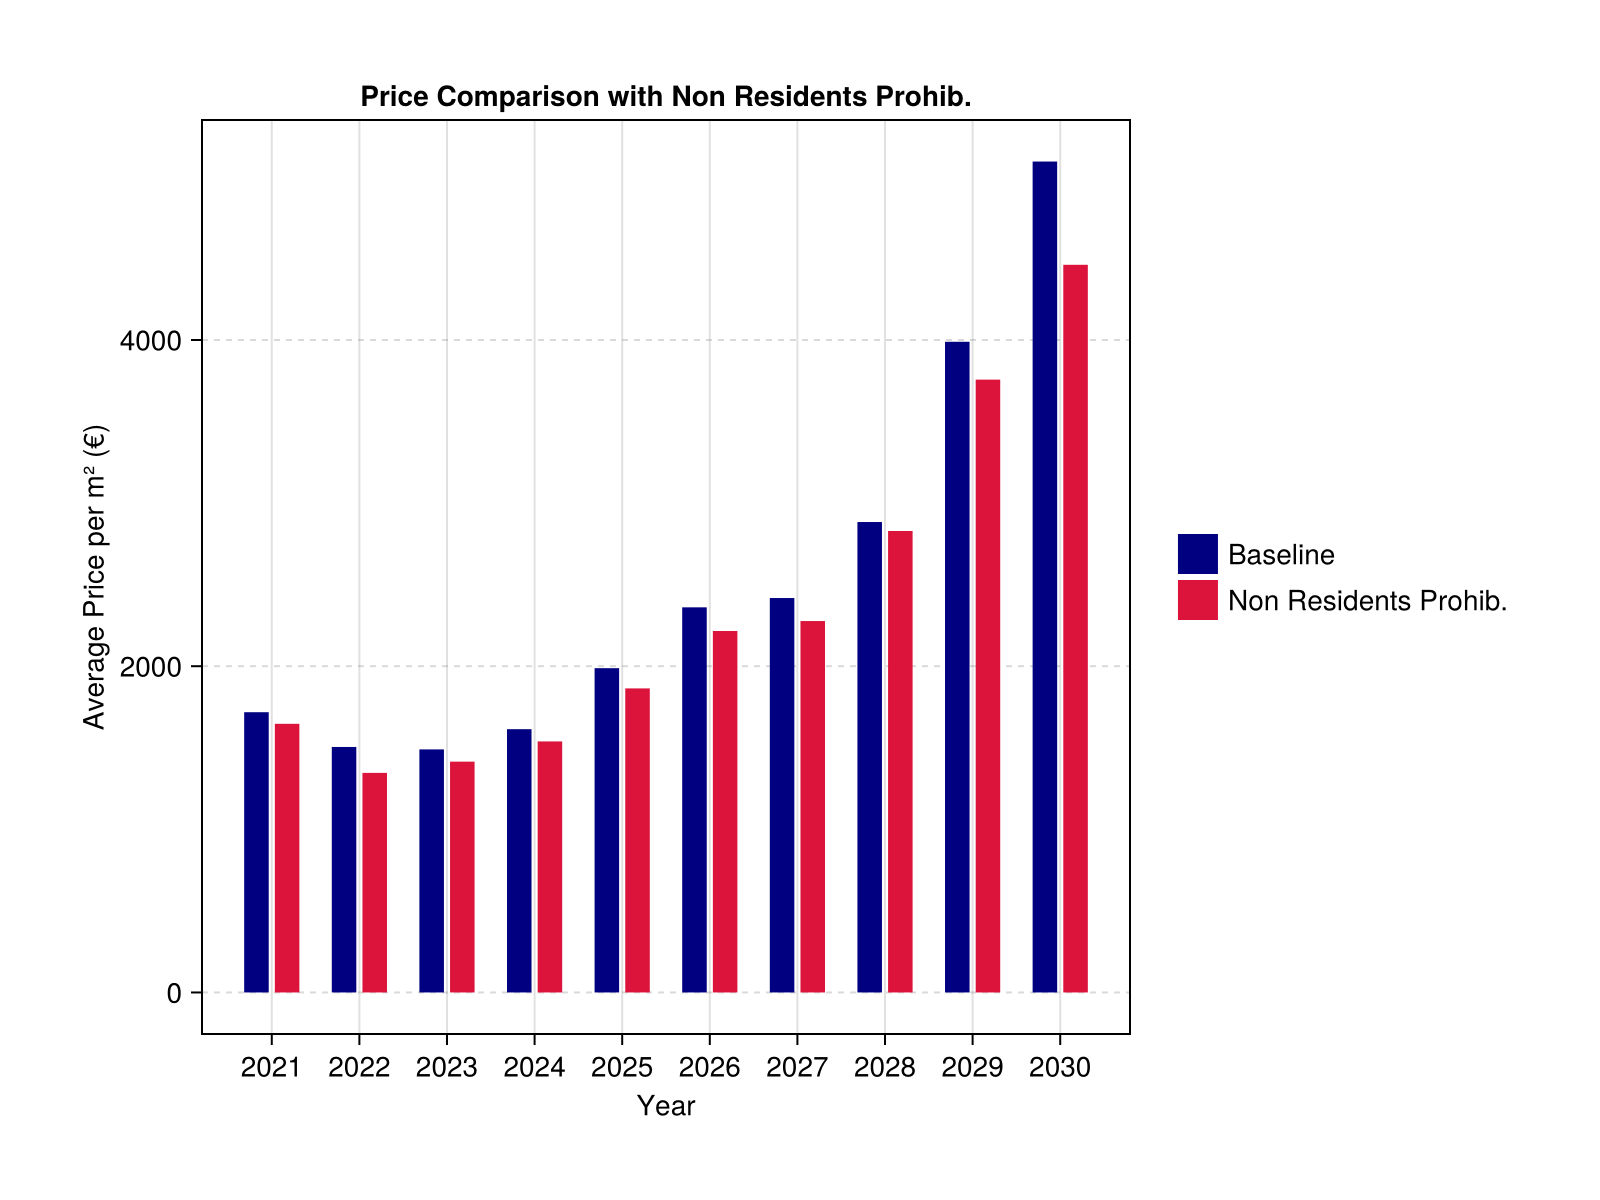 Price Comparison with Non Residents Prohib.
Average Price per m² (€)
4000
2000
0
2021 2022 2023 2024 2025 2026 2027 2028 2029 2030
Year
Baseline
Non Residents Prohib.